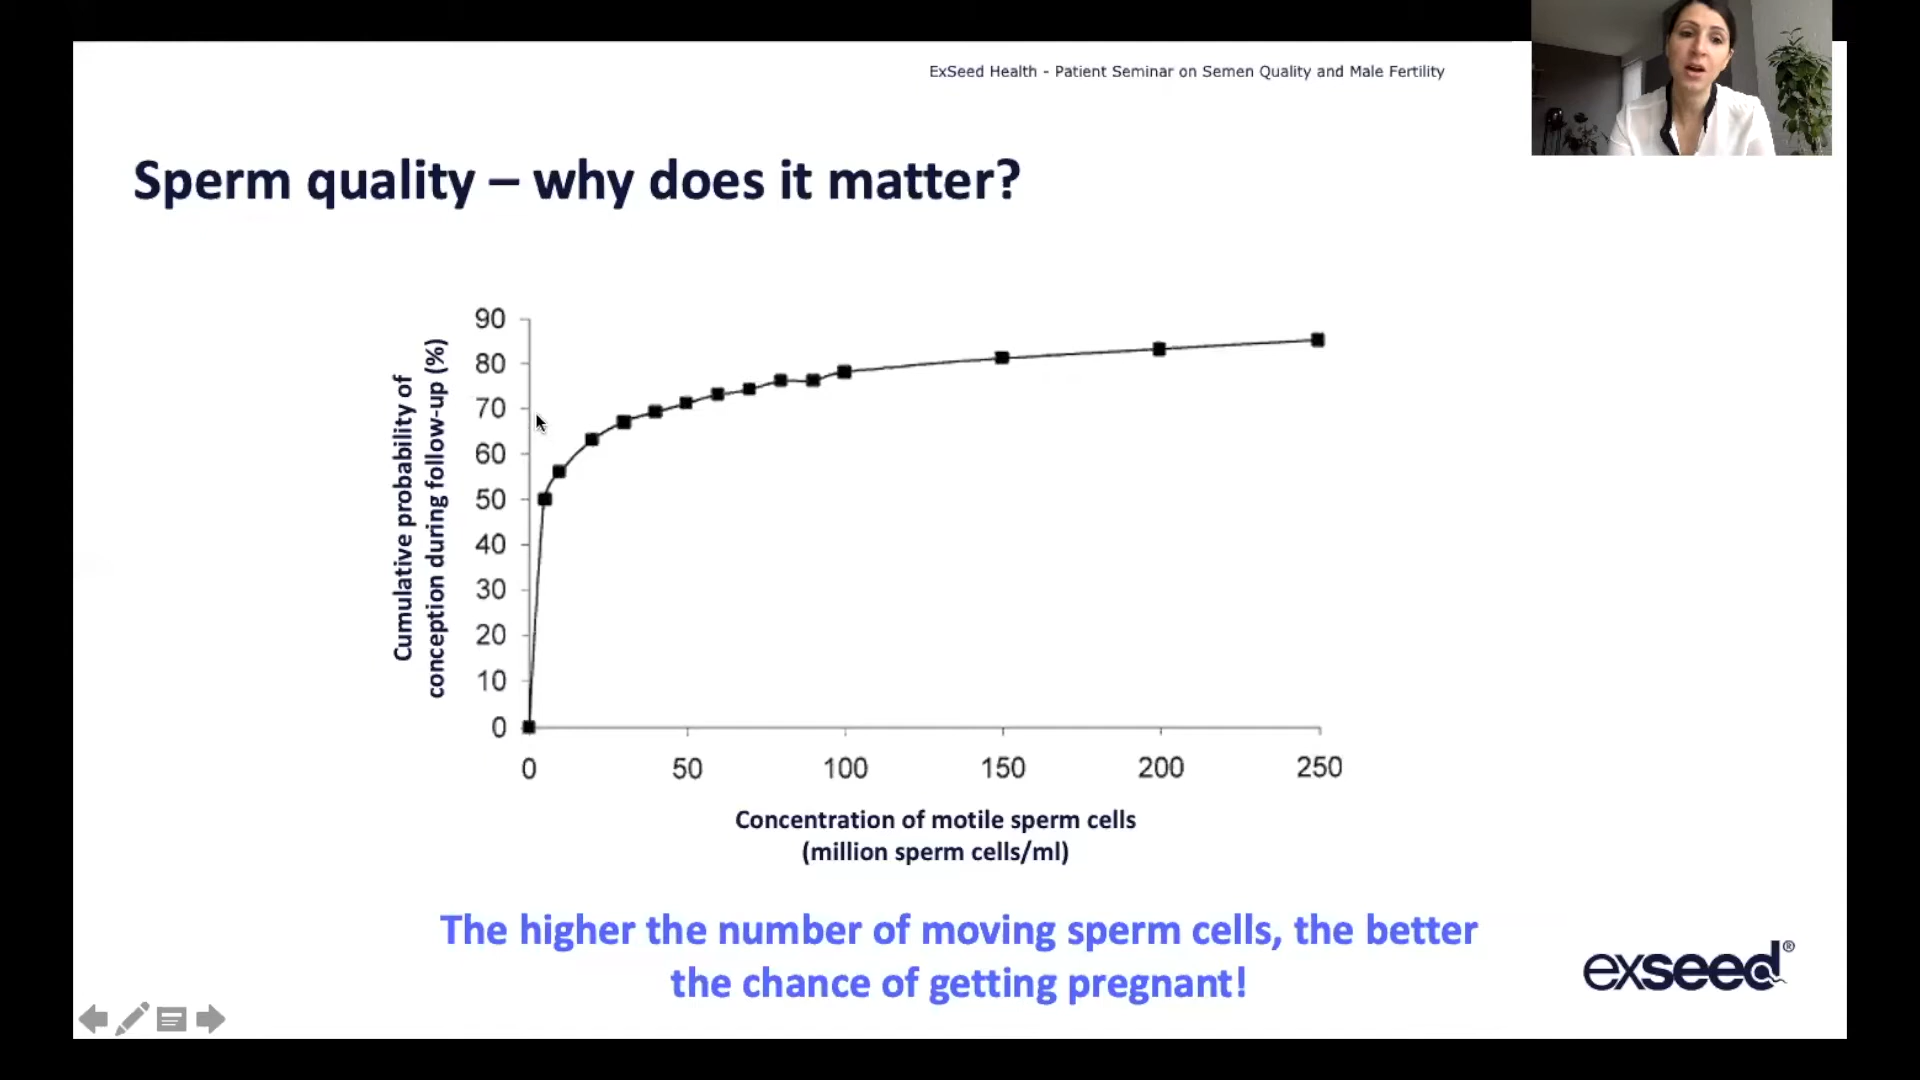 ExSeed Health - Patient Seminar on Semen Quality and Male Fertility
Sperm quality – why does it matter?
Cumulative probability of
conception during follow-up (%)
90
80
70
60
50
40
30
20
10
0
0 50 100 150 200 250
Concentration of motile sperm cells
(million sperm cells/ml)
The higher the number of moving sperm cells, the better
the chance of getting pregnant!
exseed®